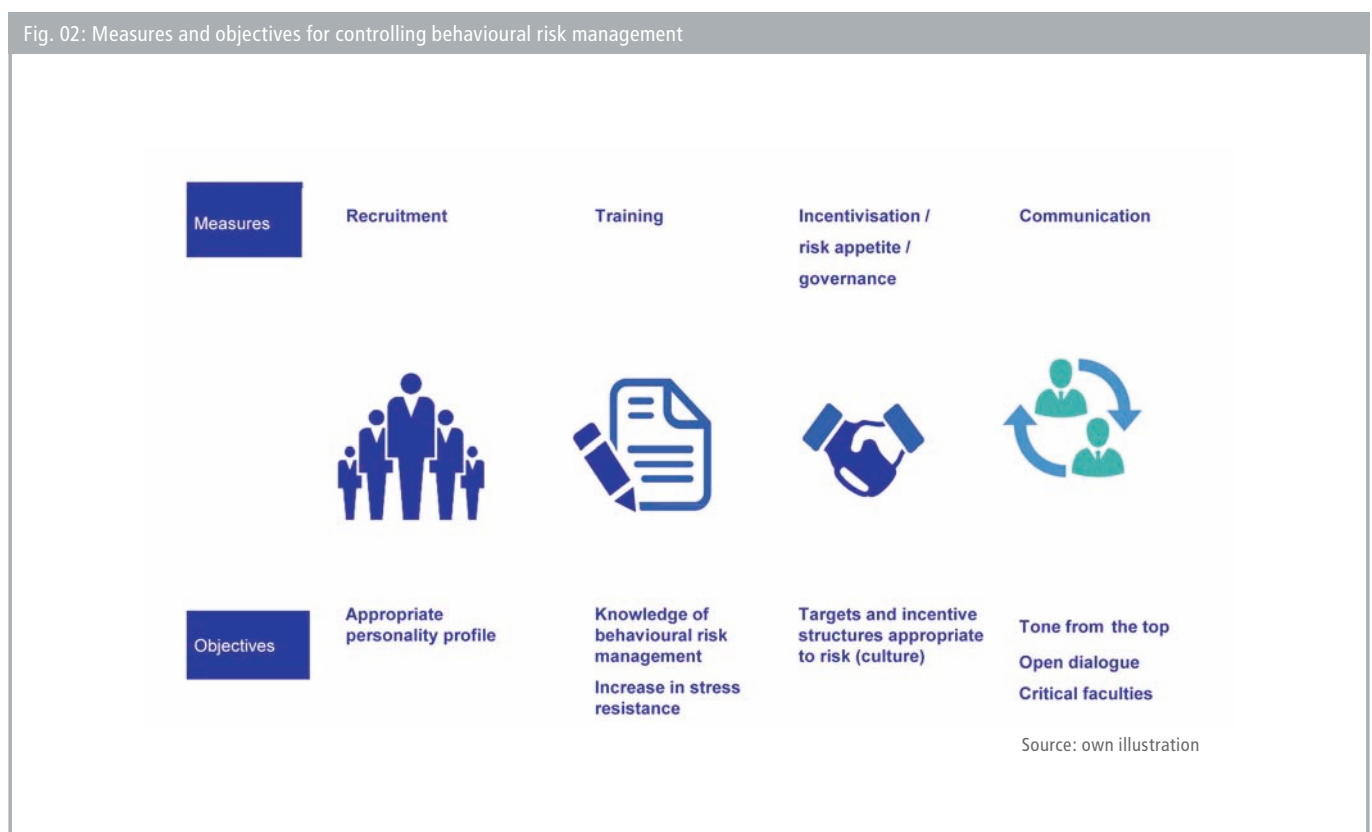 Fig. 02: Measures and objectives for controlling behavioural risk management
Measures
Recruitment
Training
Incentivisation /
risk appetite /
governance
Communication
Objectives
Appropriate
personality profile
Knowledge of
behavioural risk
management
Increase in stress
resistance
Targets and incentive
structures appropriate
to risk (culture)
Tone from the top
Open dialogue
Critical faculties
Source: own illustration